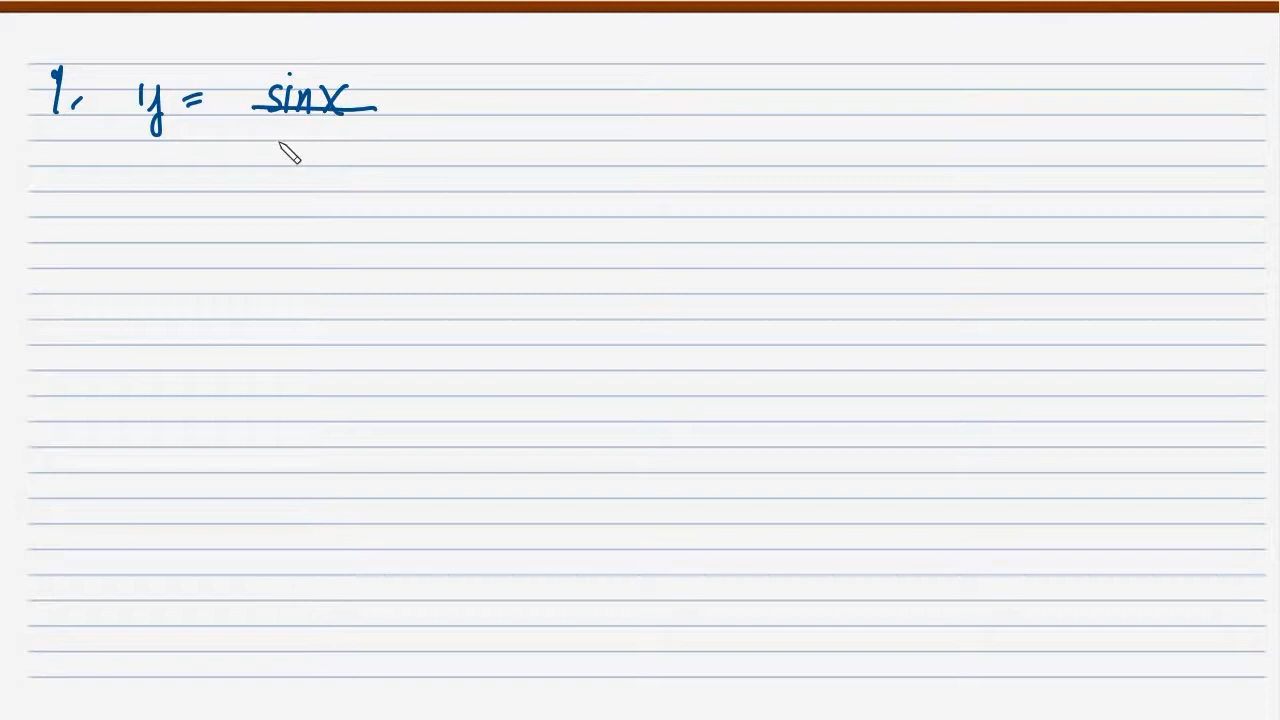 1. y = sinx